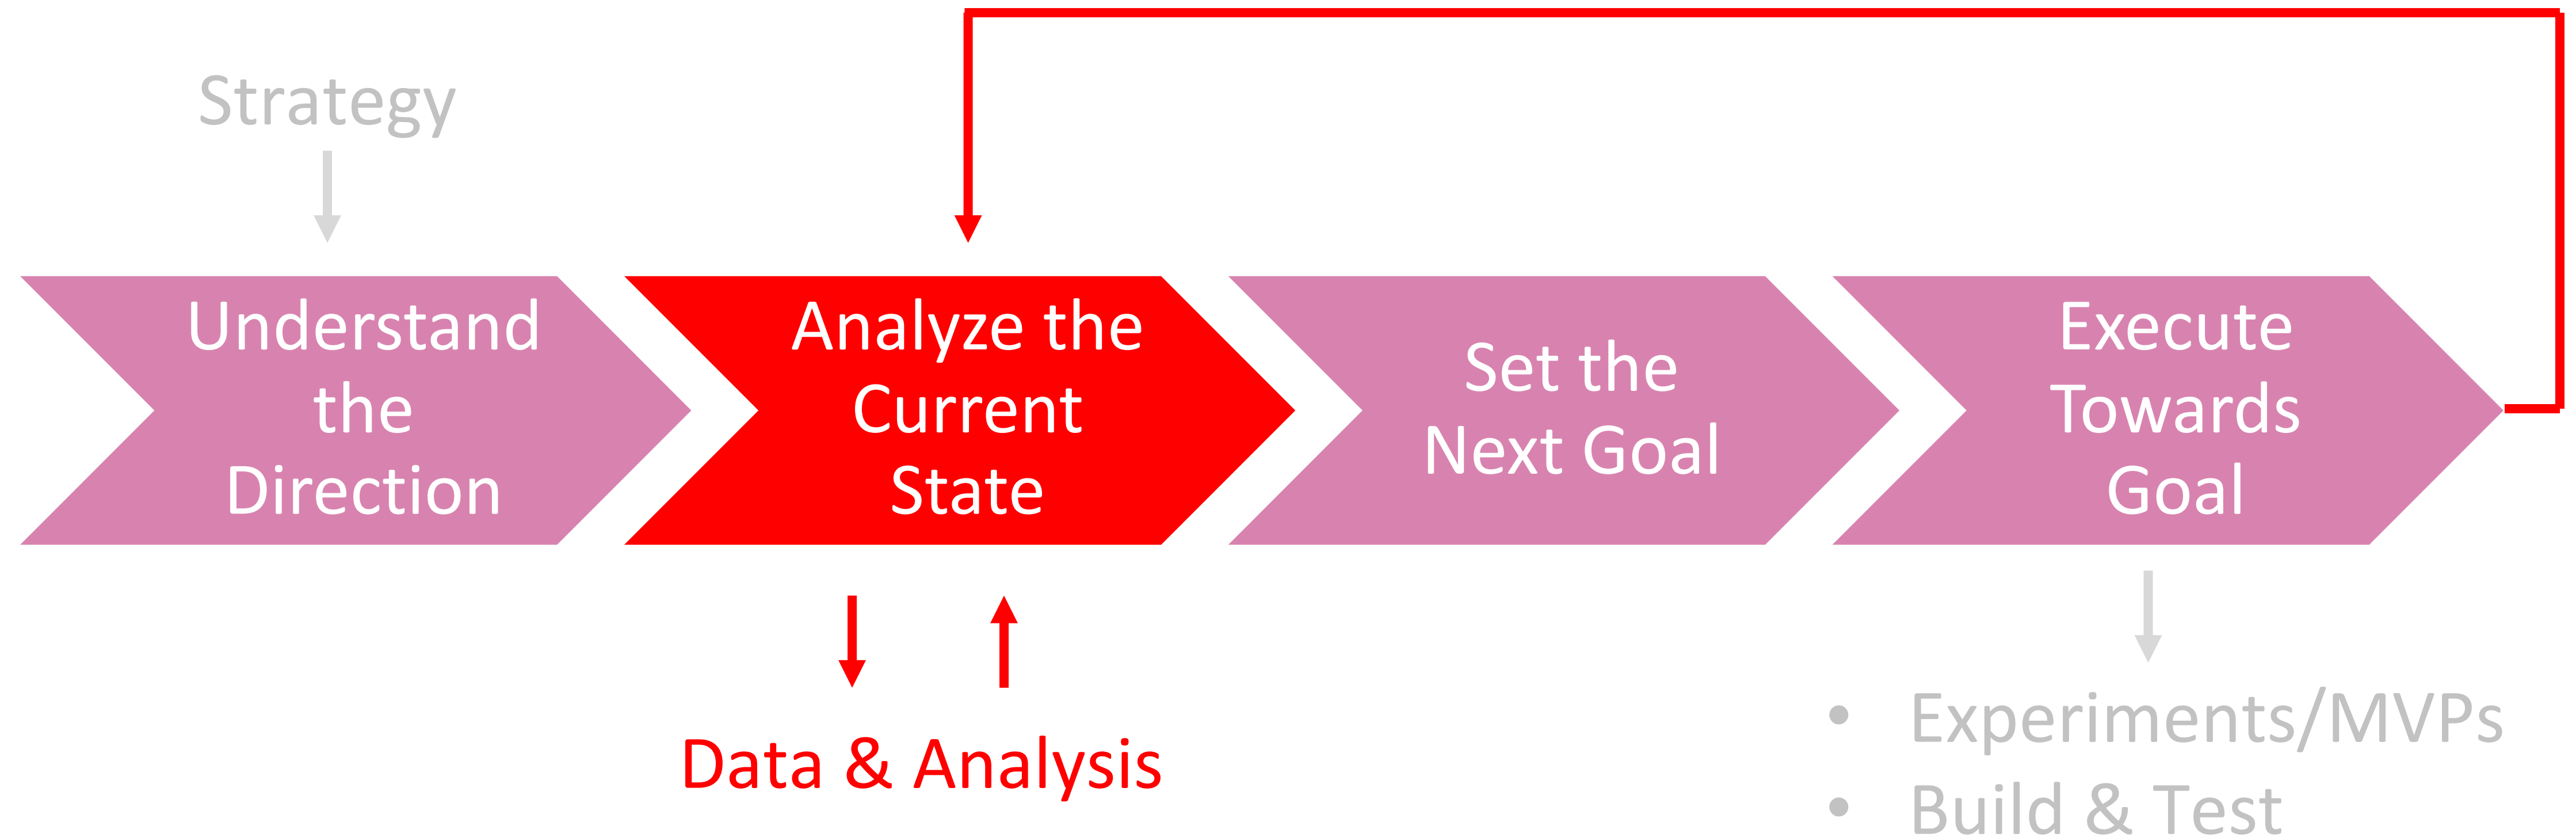 Strategy
Understand
the
Direction
Analyze the
Current
State
Set the
Next Goal
Execute
Towards
Goal
Data & Analysis
• Experiments/MVPs
• Build & Test